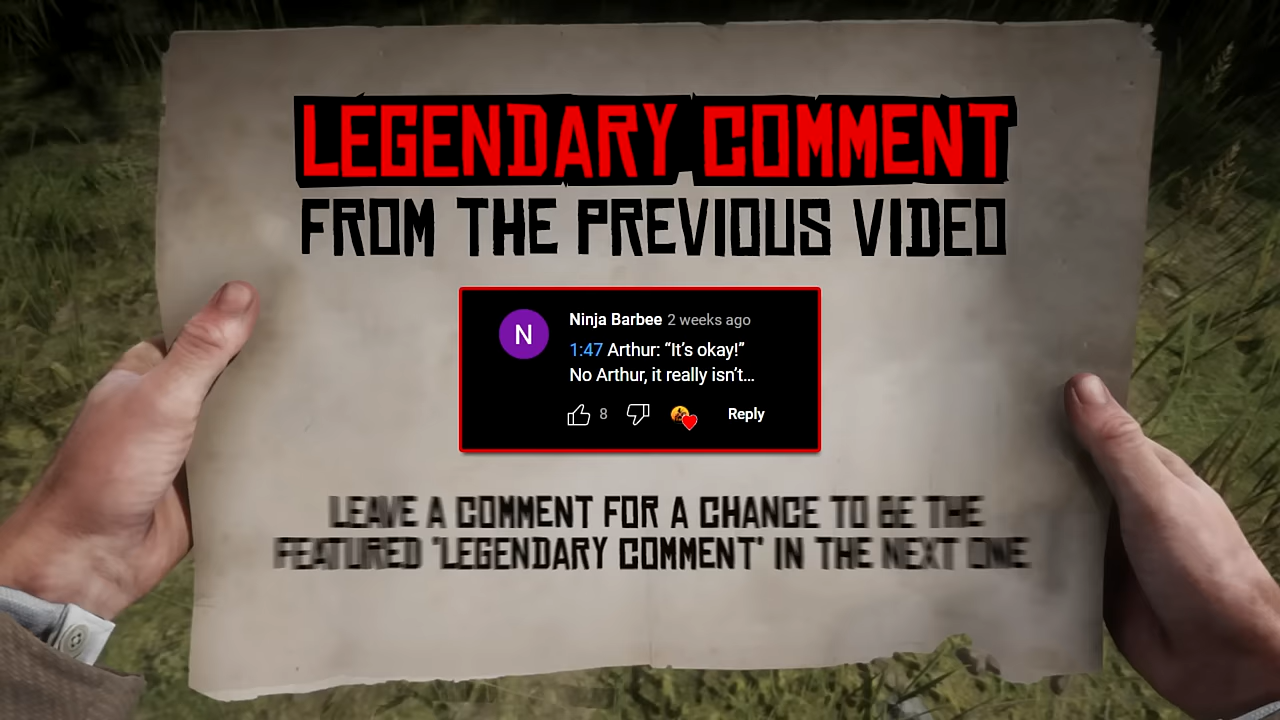 LEGENDARY COMMENT
FROM THE PREVIOUS VIDEO
N
Ninja Barbee 2 weeks ago
1:47 Arthur: “It’s okay!”
No Arthur, it really isn’t...
8 Reply
LEAVE A COMMENT FOR A CHANCE TO BE THE
FEATURED 'LEGENDARY COMMENT' IN THE NEXT ONE